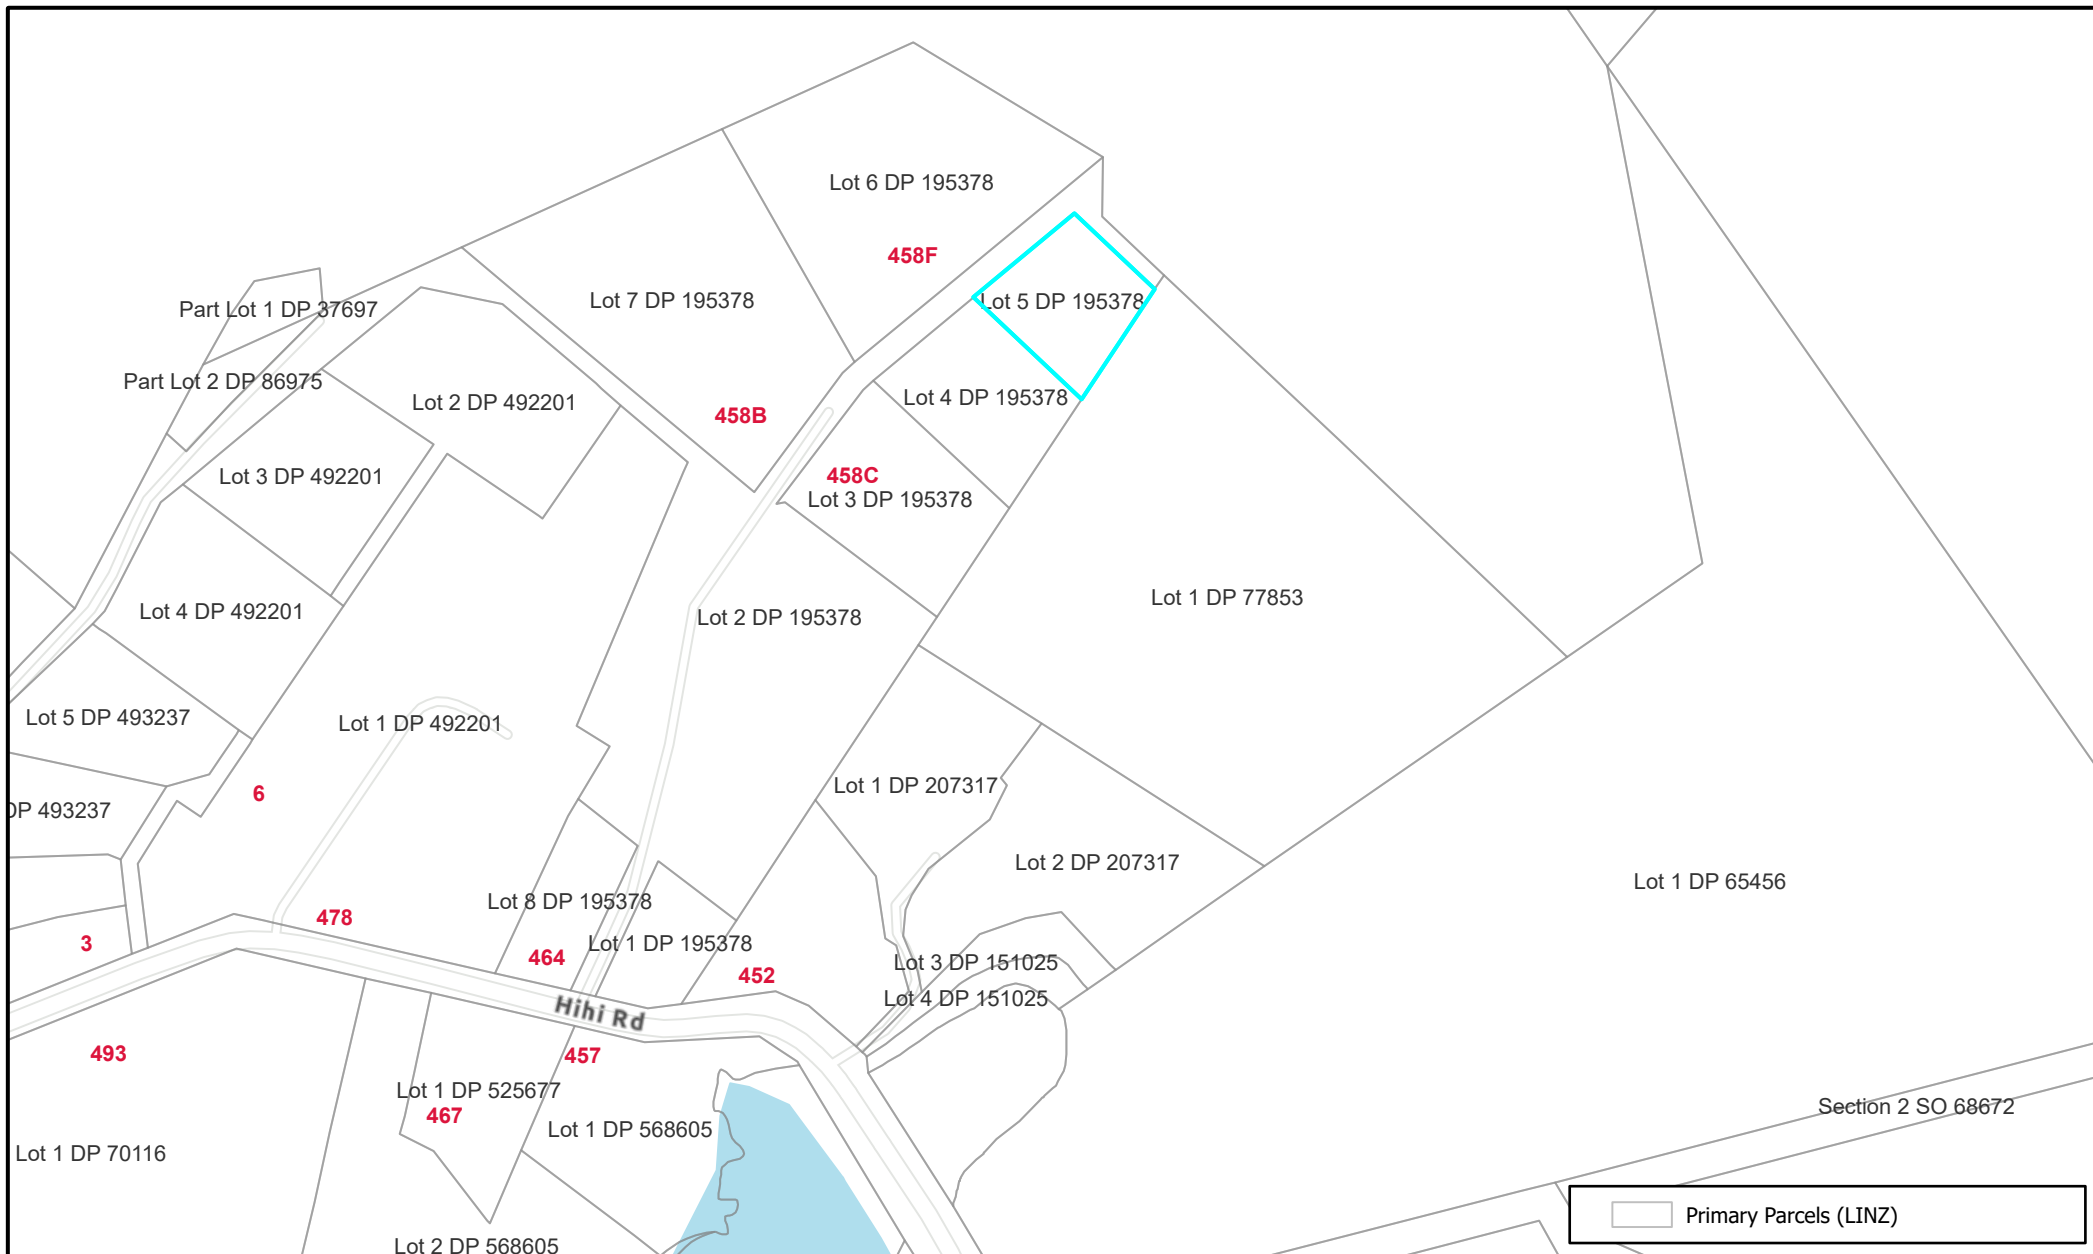 Lot 6 DP 195378
458F
Lot 7 DP 195378
Lot 5 DP 195378
Part Lot 1 DP 37697
Part Lot 2 DP 86975
Lot 2 DP 492201
Lot 4 DP 195378
458B
Lot 3 DP 492201
458C
Lot 3 DP 195378
Lot 1 DP 77853
Lot 4 DP 492201
Lot 2 DP 195378
Lot 5 DP 493237
Lot 1 DP 492201
6
Lot 1 DP 207317
DP 493237
Lot 2 DP 207317
Lot 1 DP 65456
Lot 8 DP 195378
478
3
Lot 1 DP 195378
464
452
Lot 3 DP 151025
Lot 4 DP 151025
Hihi Rd
493
457
Lot 1 DP 525677
467
Section 2 SO 68672
Lot 1 DP 568605
Lot 1 DP 70116
Lot 2 DP 568605
Primary Parcels (LINZ)